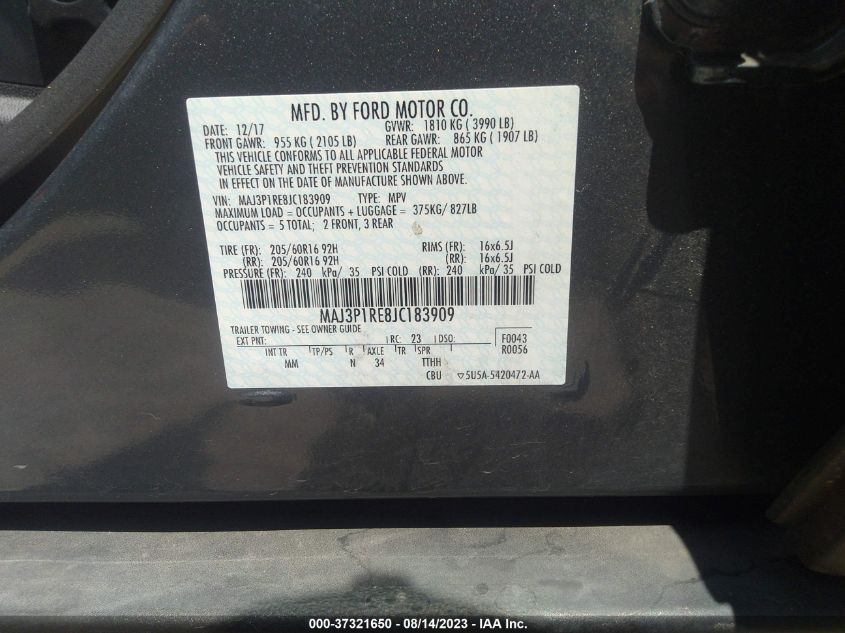 MFD. BY FORD MOTOR CO.
DATE: 12/17 GVWR: 1810 KG ( 3990 LB)
FRONT GAWR: 955 KG ( 2105 LB) REAR GAWR: 865 KG ( 1907 LB)
THIS VEHICLE CONFORMS TO ALL APPLICABLE FEDERAL MOTOR
VEHICLE SAFETY AND THEFT PREVENTION STANDARDS
IN EFFECT ON THE DATE OF MANUFACTURE SHOWN ABOVE.
VIN: MAJ3P1RE8JC183909 TYPE: MPV
MAXIMUM LOAD = OCCUPANTS + LUGGAGE = 375KG/ 827LB
OCCUPANTS = 5 TOTAL; 2 FRONT, 3 REAR
TIRE (FR): 205/60R16 92H RIMS (FR): 16x6.5J
(RR): 205/60R16 92H (RR): 16x6.5J
PRESSURE (FR): 240 kPa/ 35 PSI COLD (RR): 240 kPa/ 35 PSI COLD
MAJ3P1RE8JC183909
TRAILER TOWING - SEE OWNER GUIDE
EXT PNT: RC: 23 DSO: F0043
INT TR TP/PS R AXLE TR SPR R0056
MM N 34 TTHH
CBU 5U5A-5420472-AA
000-37321650 - 08/14/2023 - IAA Inc.